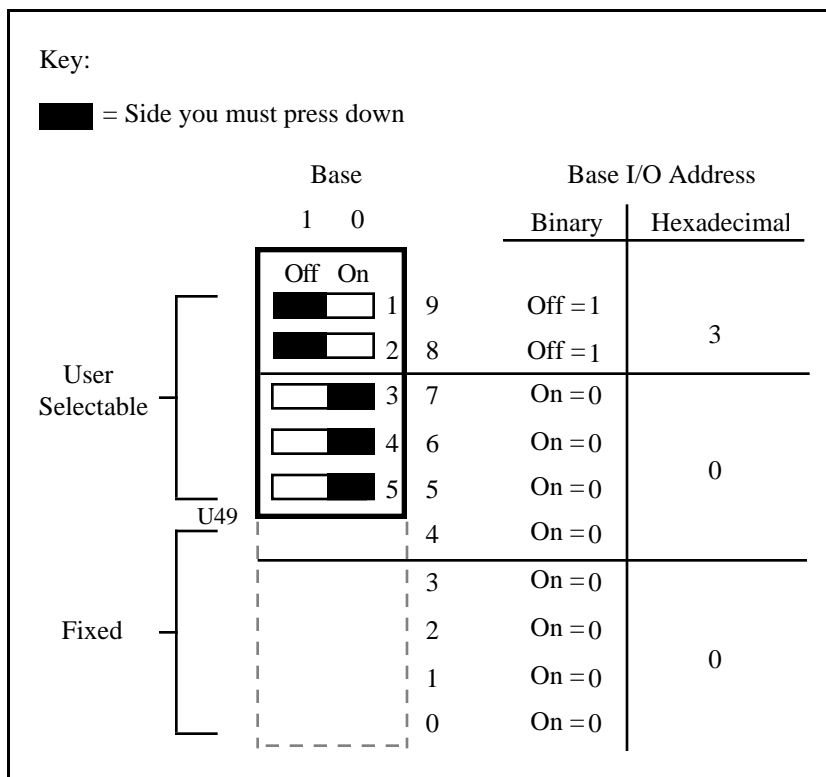 Key:
= Side you must press down
Base
Base I/O Address
1 0
Binary Hexadecimal
Off On
1 9 Off = 1
3
2 8 Off = 1
User Selectable
3 7 On = 0
4 6 On = 0
0
5 5 On = 0
U49
4 On = 0
3 On = 0
Fixed
2 On = 0
0
1 On = 0
0 On = 0